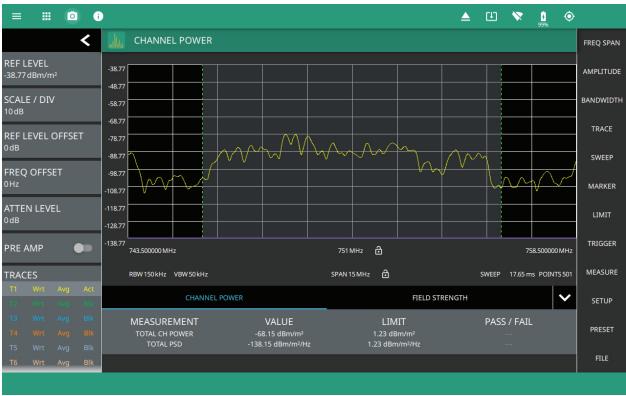 99%
CHANNEL POWER
FREQ SPAN
AMPLITUDE
BANDWIDTH
TRACE
SWEEP
MARKER
LIMIT
TRIGGER
MEASURE
SETUP
PRESET
FILE
REF LEVEL
-38.77 dBm/m²
SCALE / DIV
10 dB
REF LEVEL OFFSET
0 dB
FREQ OFFSET
0 Hz
ATTEN LEVEL
0 dB
PRE AMP
TRACES
T1 Wrt Avg Act
T2 Wrt Avg
T3 Wrt Avg Blk
T4 Wrt Avg Blk
T5 Wrt Avg Blk
T6 Wrt Avg Blk
-38.77
-48.77
-58.77
-68.77
-78.77
-88.77
-98.77
-108.77
-118.77
-128.77
-138.77
743.500000 MHz 751 MHz 758.500000 MHz
RBW 150 kHz VBW 50 kHz SPAN 15 MHz SWEEP 17.65 ms POINTS 501
CHANNEL POWER FIELD STRENGTH
MEASUREMENT VALUE LIMIT PASS / FAIL
TOTAL CH POWER -68.15 dBm/m² 1.23 dBm/m² ---
TOTAL PSD -138.15 dBm/m²/Hz 1.23 dBm/m²/Hz ---